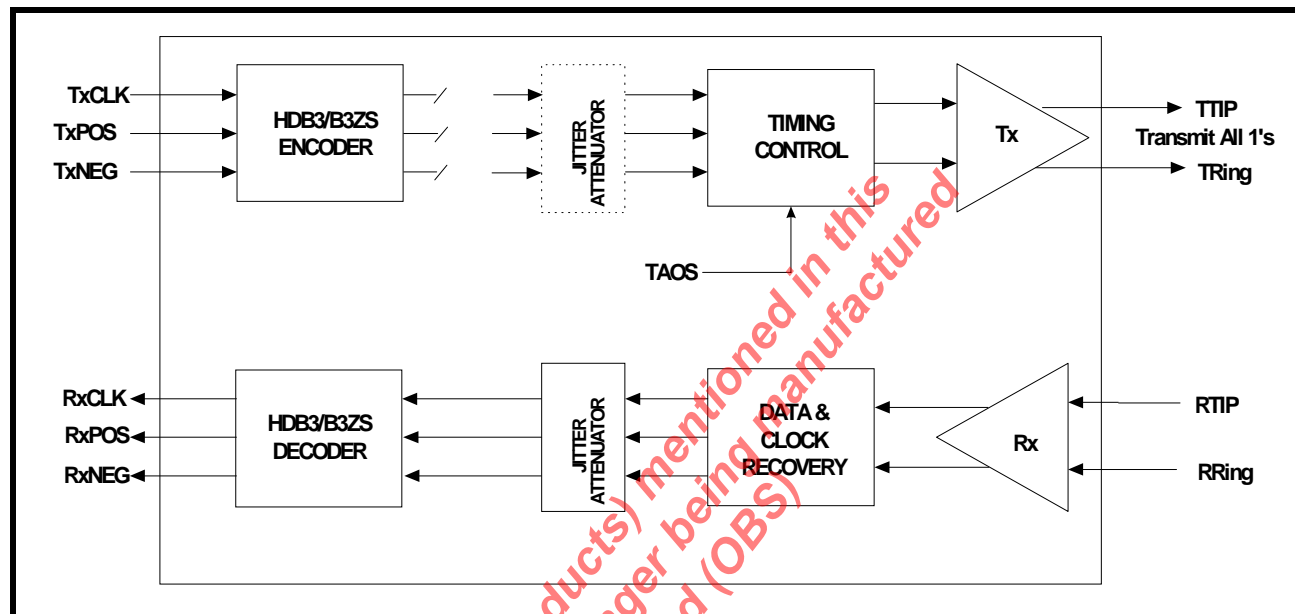 TxCLK
TxPOS
TxNEG
HDB3/B3ZS
ENCODER
JITTER
ATTENUATOR
TIMING
CONTROL
Tx
TTIP
Transmit All 1's
TRing
TAOS
RxCLK
RxPOS
RxNEG
HDB3/B3ZS
DECODER
JITTER
ATTENUATOR
DATA &
CLOCK
RECOVERY
Rx
RTIP
RRing
mentioned in this
being manufactured
(OBS)